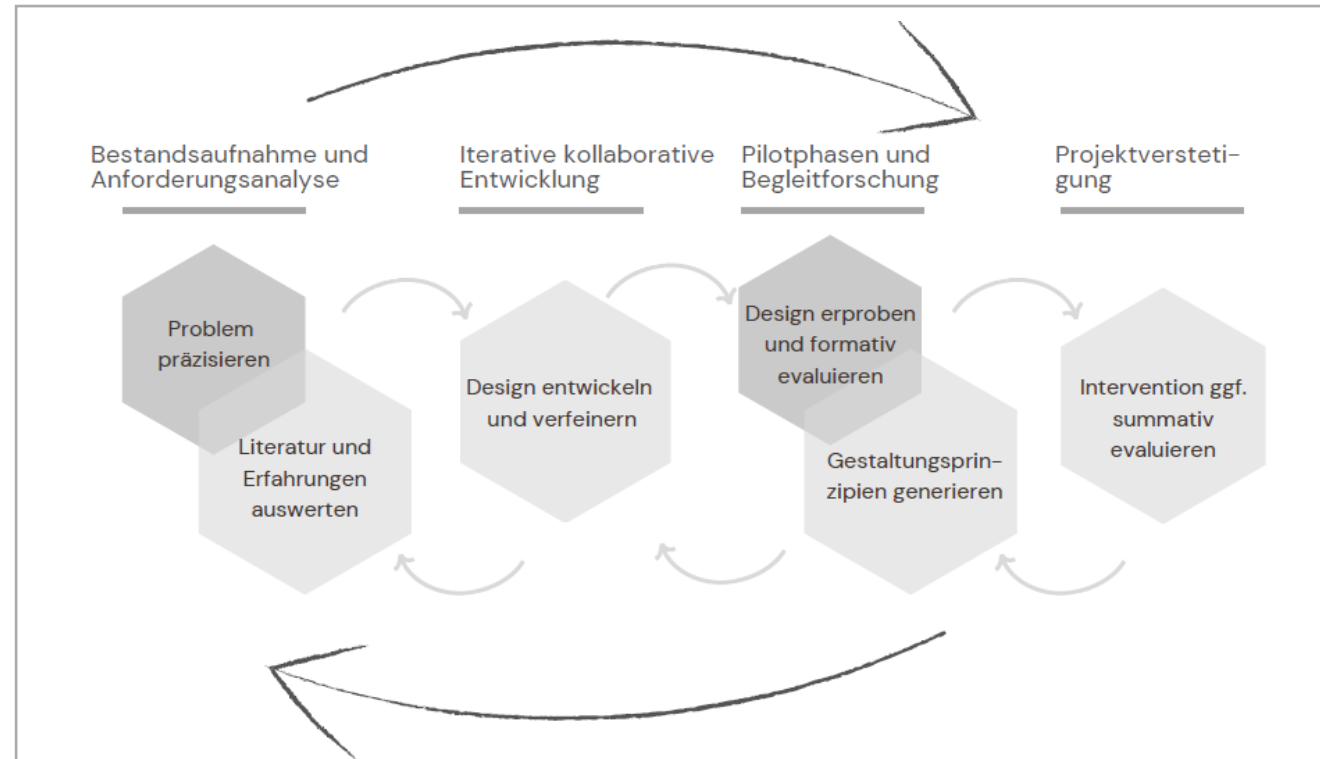 Bestandsaufnahme und
Anforderungsanalyse
Iterative kollaborative
Entwicklung
Pilotphasen und
Begleitforschung
Projektversteti-
gung
Problem
präzisieren
Literatur und
Erfahrungen
auswerten
Design entwickeln
und verfeinern
Design erproben
und formativ
evaluieren
Gestaltungsprin-
zipien generieren
Intervention ggf.
summativ
evaluieren